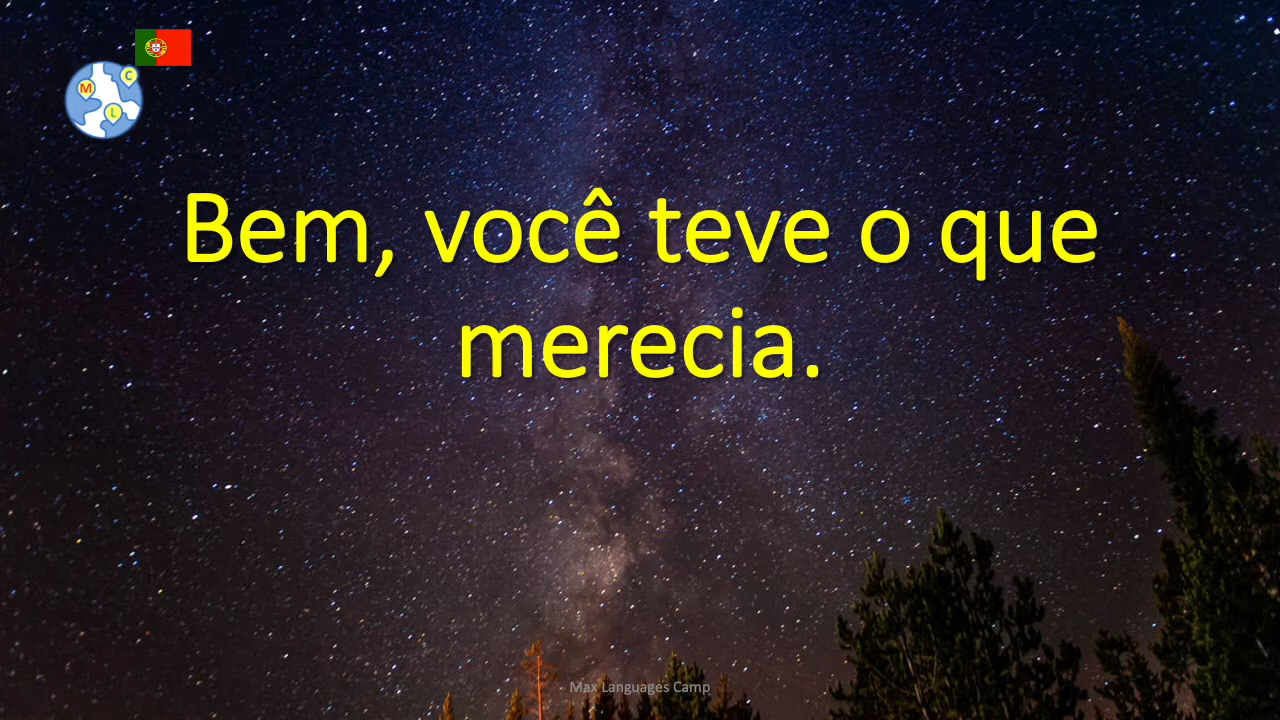 M
C
L
Bem, você teve o que
merecia.
Max Languages Camp